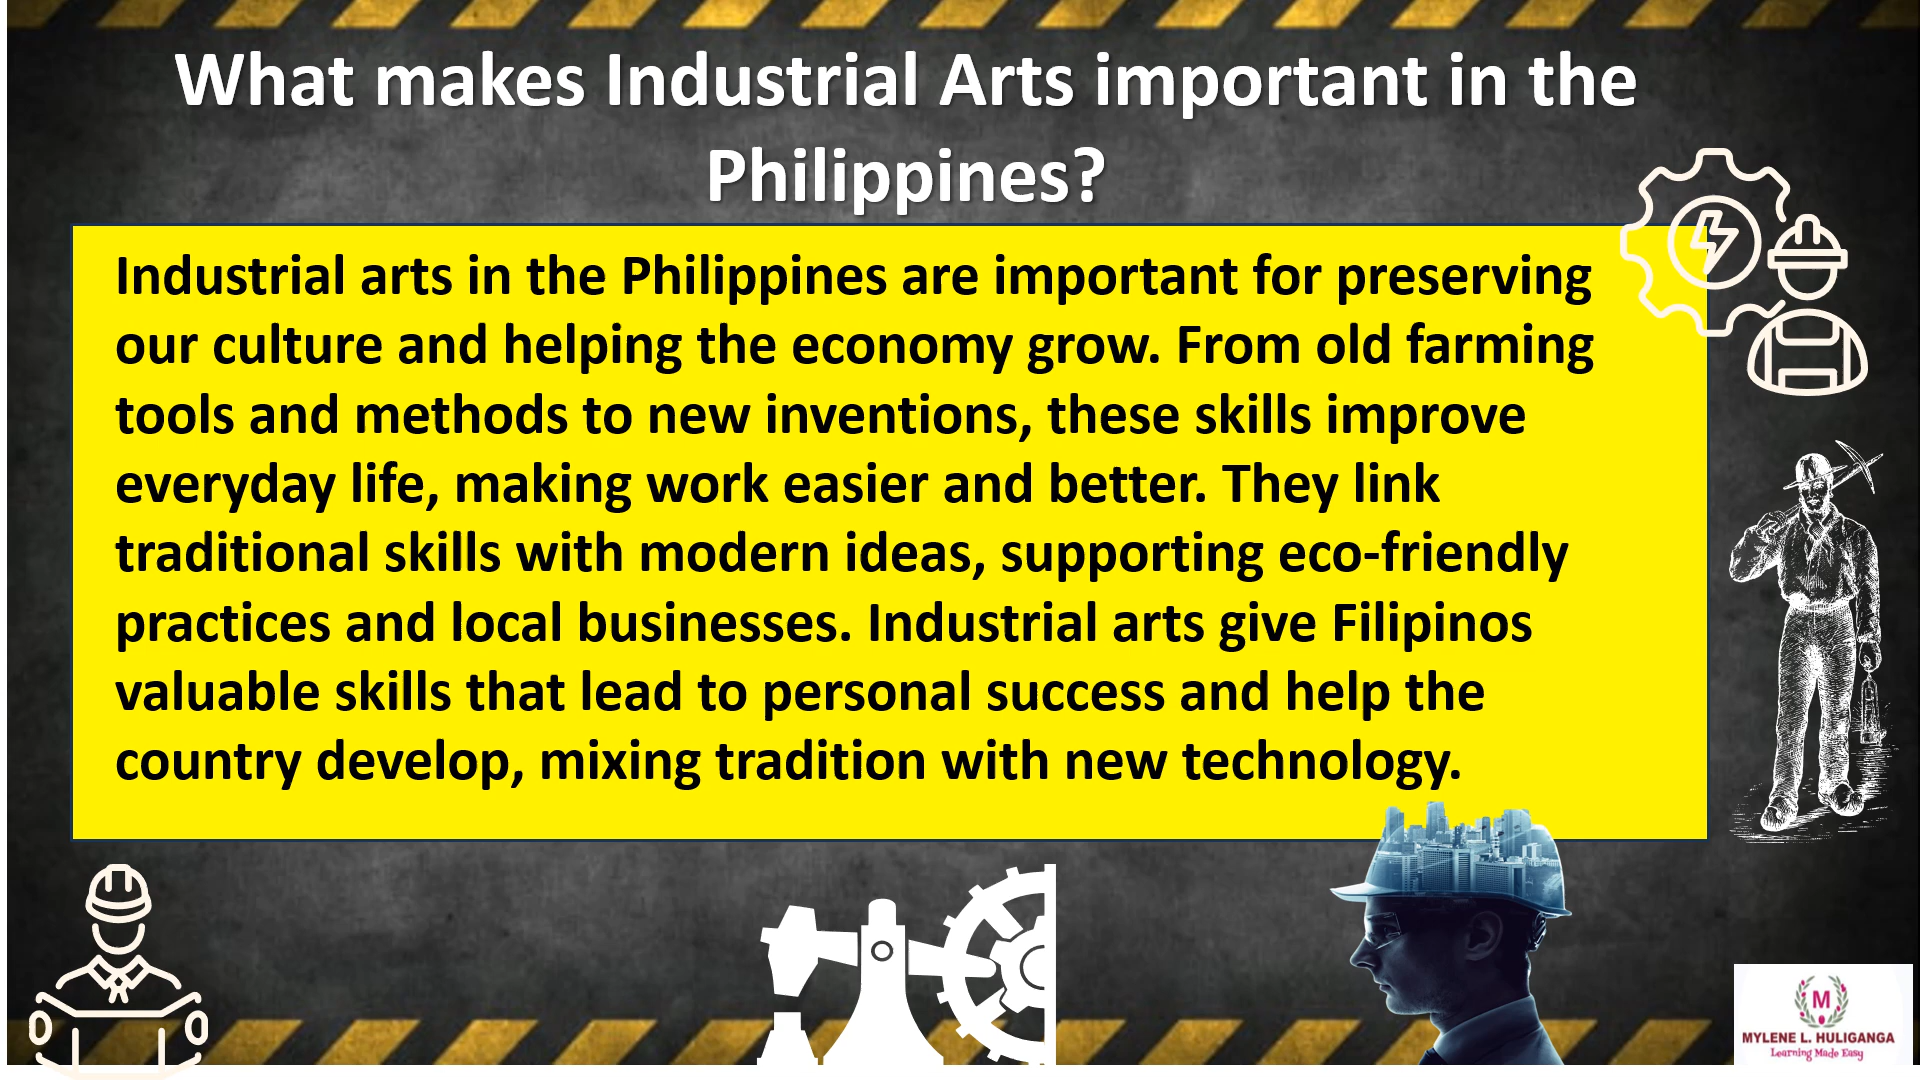 What makes Industrial Arts important in the
Philippines?
Industrial arts in the Philippines are important for preserving
our culture and helping the economy grow. From old farming
tools and methods to new inventions, these skills improve
everyday life, making work easier and better. They link
traditional skills with modern ideas, supporting eco-friendly
practices and local businesses. Industrial arts give Filipinos
valuable skills that lead to personal success and help the
country develop, mixing tradition with new technology.
M
MYLENE L. HULIGANGA
Learning Made Easy